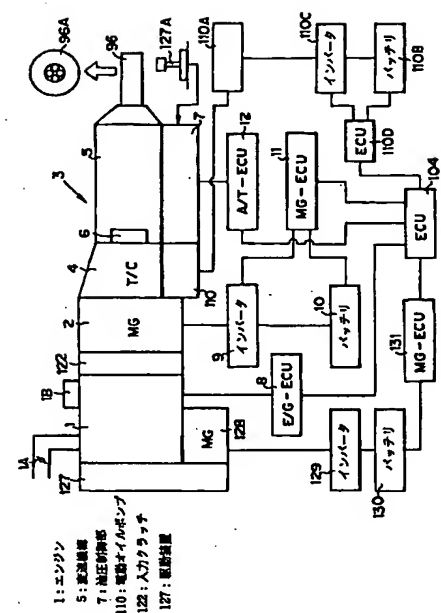 1A
1B
1
122
2
MG
4
T/C
6
5
3
96
96A
127A
7
127
MG
128
110
12
A/T-ECU
110A
11
MG-ECU
110C
インバータ
バッテリ
110B
ECU
110D
9
インバータ
10
バッテリ
8
E/G-ECU
ECU
104
131
MG-ECU
129
インバータ
130
バッテリ
1:エンジン
5:変速機構
7:油圧制御部
110:電動オイルポンプ
122:入力クラッチ
127:駆動装置